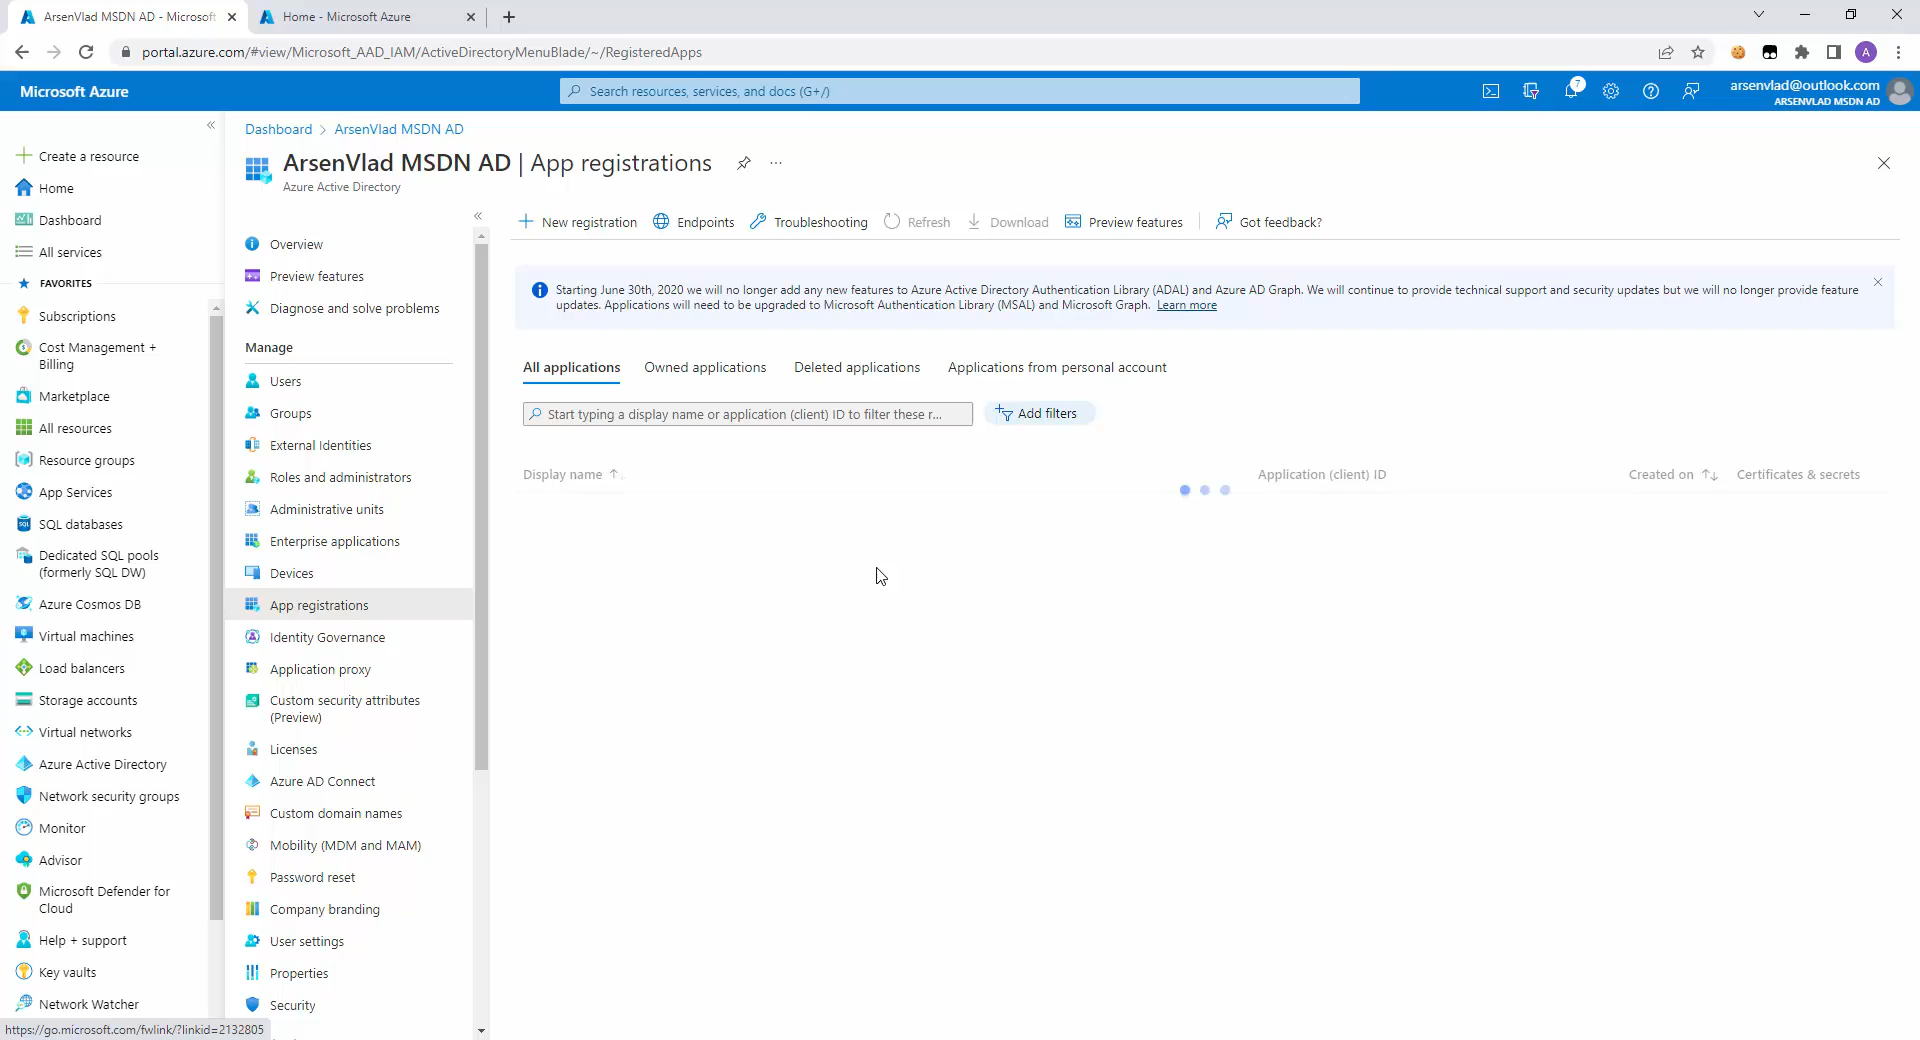 ArsenVlad MSDN AD - Microsoft
Home - Microsoft Azure
portal.azure.com/#view/Microsoft_AAD_IAM/ActiveDirectoryMenuBlade/~/RegisteredApps
A
Microsoft Azure
Search resources, services, and docs (G+/)
7
arsenvlad@outlook.com
ARSENVLAD MSDN AD
Create a resource
Home
Dashboard
All services
FAVORITES
Subscriptions
Cost Management +
Billing
Marketplace
All resources
Resource groups
App Services
SQL databases
Dedicated SQL pools
(formerly SQL DW)
Azure Cosmos DB
Virtual machines
Load balancers
Storage accounts
Virtual networks
Azure Active Directory
Network security groups
Monitor
Advisor
Microsoft Defender for
Cloud
Help + support
Key vaults
Network Watcher
https://go.microsoft.com/fwlink/?linkid=2132805
Dashboard > ArsenVlad MSDN AD
ArsenVlad MSDN AD | App registrations
Azure Active Directory
Overview
Preview features
Diagnose and solve problems
Manage
Users
Groups
External Identities
Roles and administrators
Administrative units
Enterprise applications
Devices
App registrations
Identity Governance
Application proxy
Custom security attributes
(Preview)
Licenses
Azure AD Connect
Custom domain names
Mobility (MDM and MAM)
Password reset
Company branding
User settings
Properties
Security
New registration
Endpoints
Troubleshooting
Refresh
Download
Preview features
Got feedback?
Starting June 30th, 2020 we will no longer add any new features to Azure Active Directory Authentication Library (ADAL) and Azure AD Graph. We will continue to provide technical support and security updates but we will no longer provide feature
updates. Applications will need to be upgraded to Microsoft Authentication Library (MSAL) and Microsoft Graph. Learn more
All applications
Owned applications
Deleted applications
Applications from personal account
Start typing a display name or application (client) ID to filter these r...
Add filters
Display name
Application (client) ID
Created on
Certificates & secrets